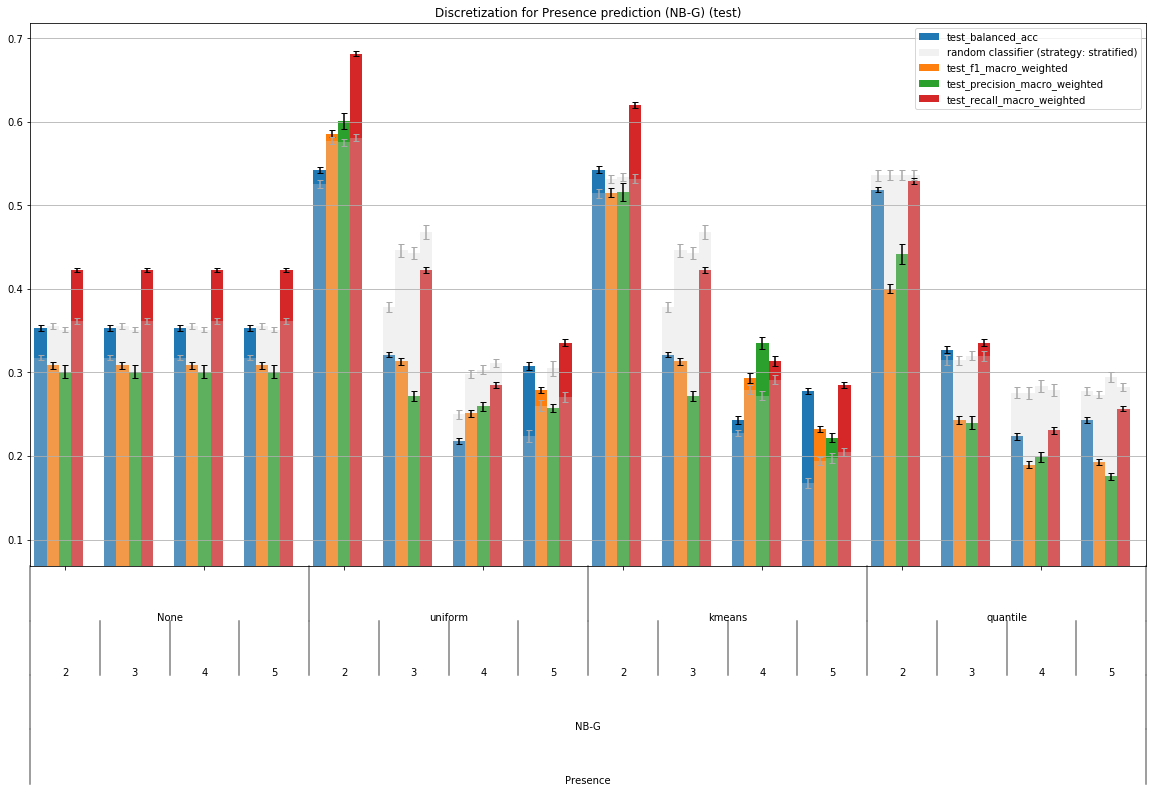 Discretization for Presence prediction (NB-G) (test)
test_balanced_acc
random classifier (strategy: stratified)
test_f1_macro_weighted
test_precision_macro_weighted
test_recall_macro_weighted
0.7
0.6
0.5
0.4
0.3
0.2
0.1
None uniform kmeans quantile
2 3 4 5 2 3 4 5 2 3 4 5 2 3 4 5
NB-G
Presence